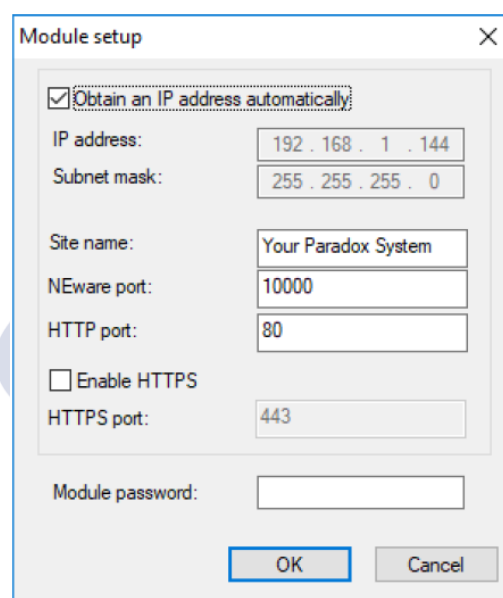 Module setup
Obtain an IP address automatically
IP address: 192 . 168 . 1 . 144
Subnet mask: 255 . 255 . 255 . 0
Site name: Your Paradox System
NEware port: 10000
HTTP port: 80
Enable HTTPS
HTTPS port: 443
Module password:
OK Cancel